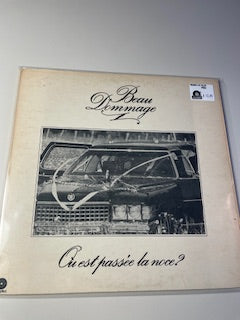 Beau
Dommage
Où est passée la noce?